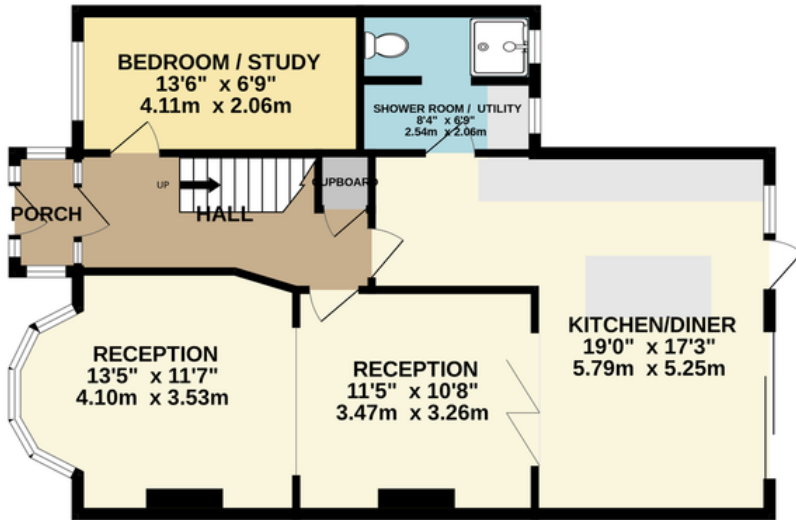 BEDROOM / STUDY
13'6" x 6'9"
4.11m x 2.06m
SHOWER ROOM / UTILITY
8'4" x 6'9"
2.54m x 2.06m
UP
CUPBOARD
PORCH
HALL
KITCHEN/DINER
19'0" x 17'3"
5.79m x 5.25m
RECEPTION
13'5" x 11'7"
4.10m x 3.53m
RECEPTION
11'5" x 10'8"
3.47m x 3.26m